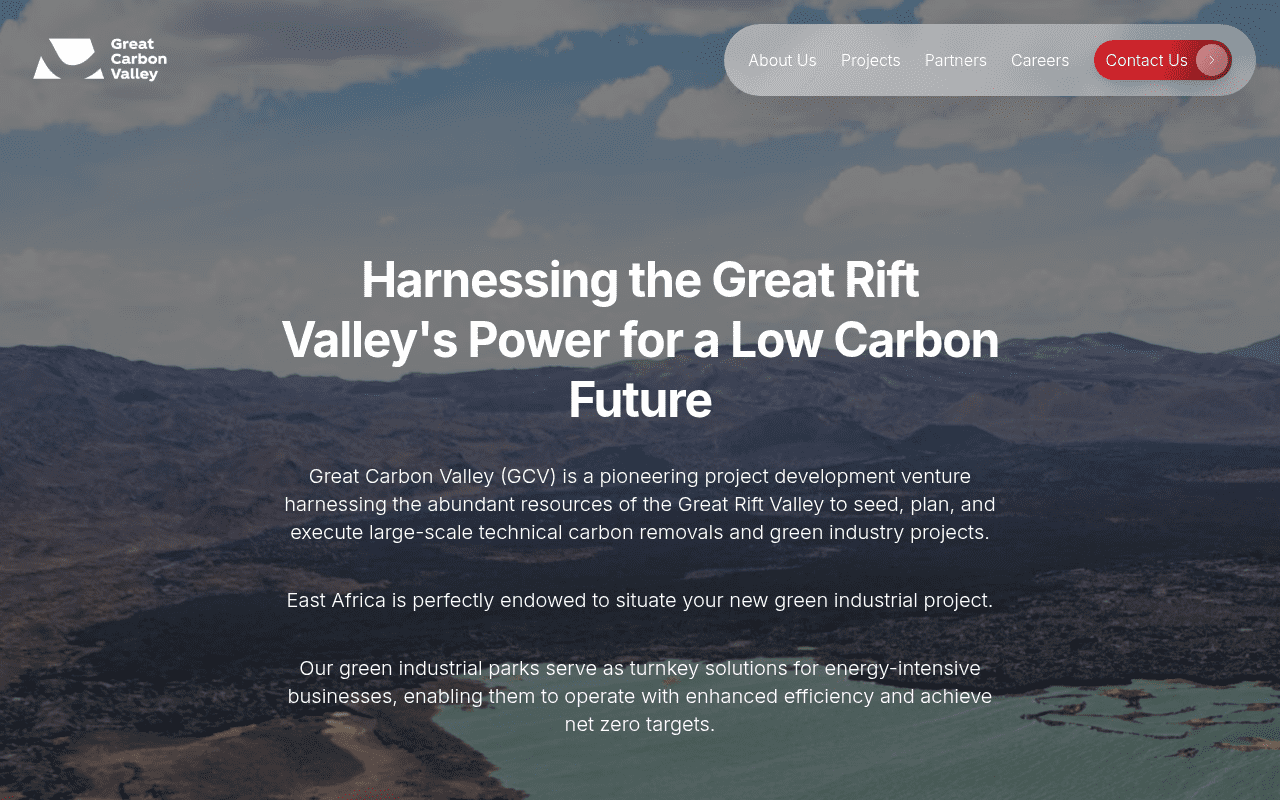 Great
Carbon
Valley
About Us
Projects
Partners
Careers
Contact Us
Harnessing the Great Rift
Valley's Power for a Low Carbon
Future
Great Carbon Valley (GCV) is a pioneering project development venture
harnessing the abundant resources of the Great Rift Valley to seed, plan, and
execute large-scale technical carbon removals and green industry projects.
East Africa is perfectly endowed to situate your new green industrial project.
Our green industrial parks serve as turnkey solutions for energy-intensive
businesses, enabling them to operate with enhanced efficiency and achieve
net zero targets.